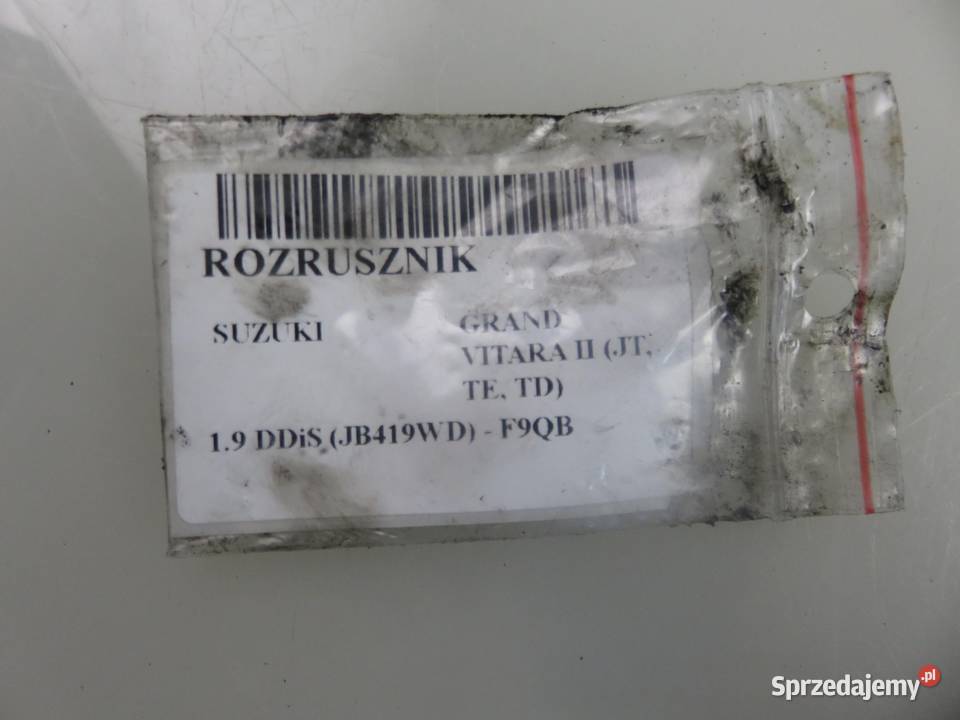 ROZRUSZNIK
SUZUKI
GRAND
VITARA II (JT,
TE, TD)
1.9 DDiS (JB419WD) - F9QB
Sprzedajemy.pl